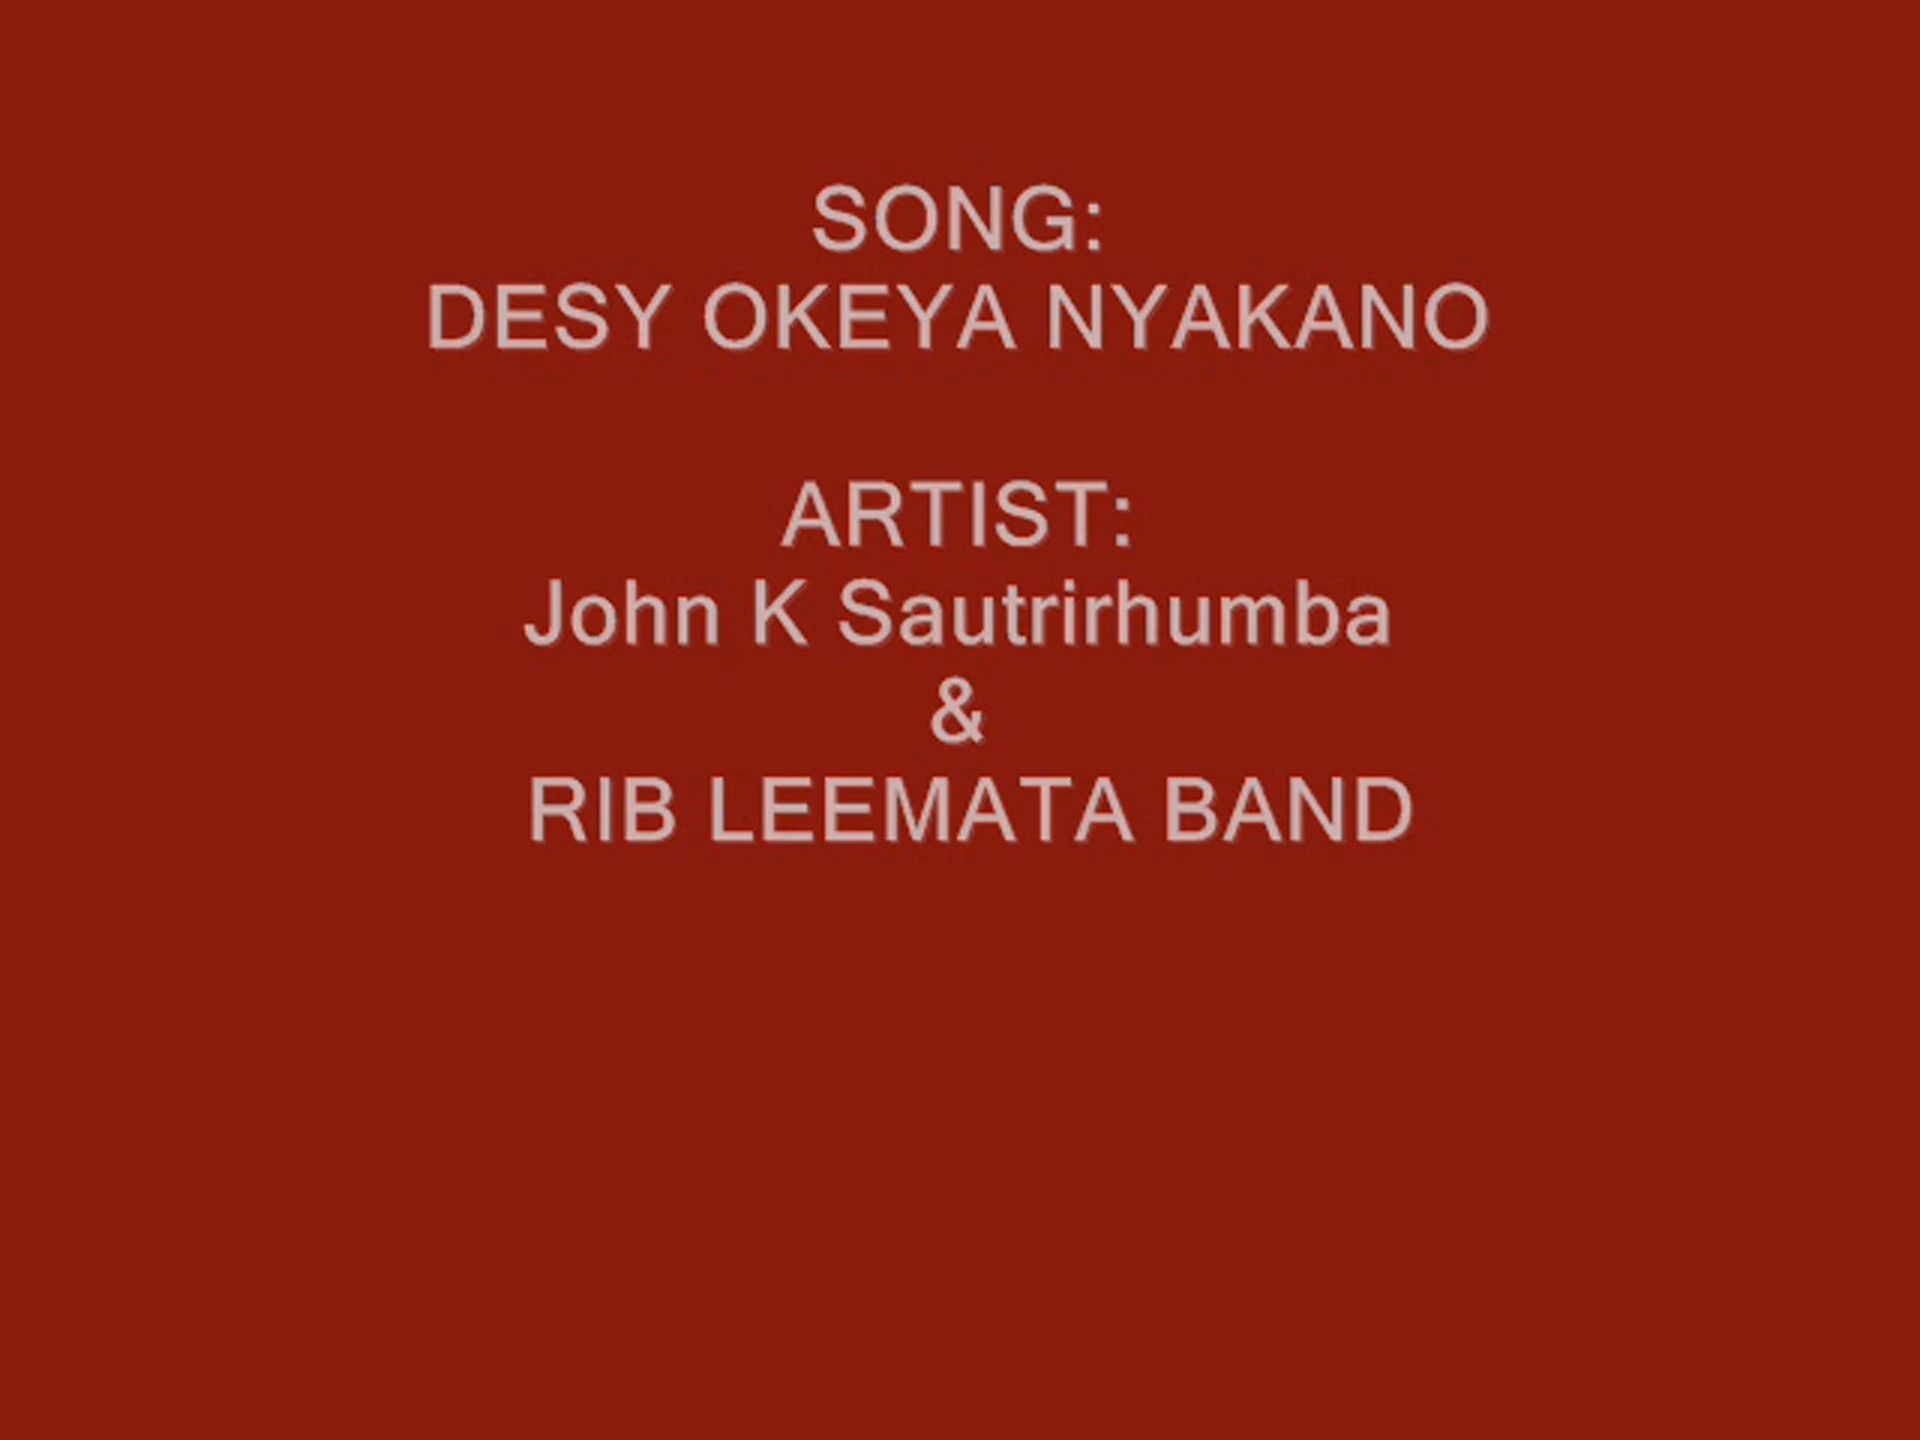 SONG:
DESY OKEYA NYAKANO
ARTIST:
John K Sautrirhumba
&
RIB LEEMATA BAND